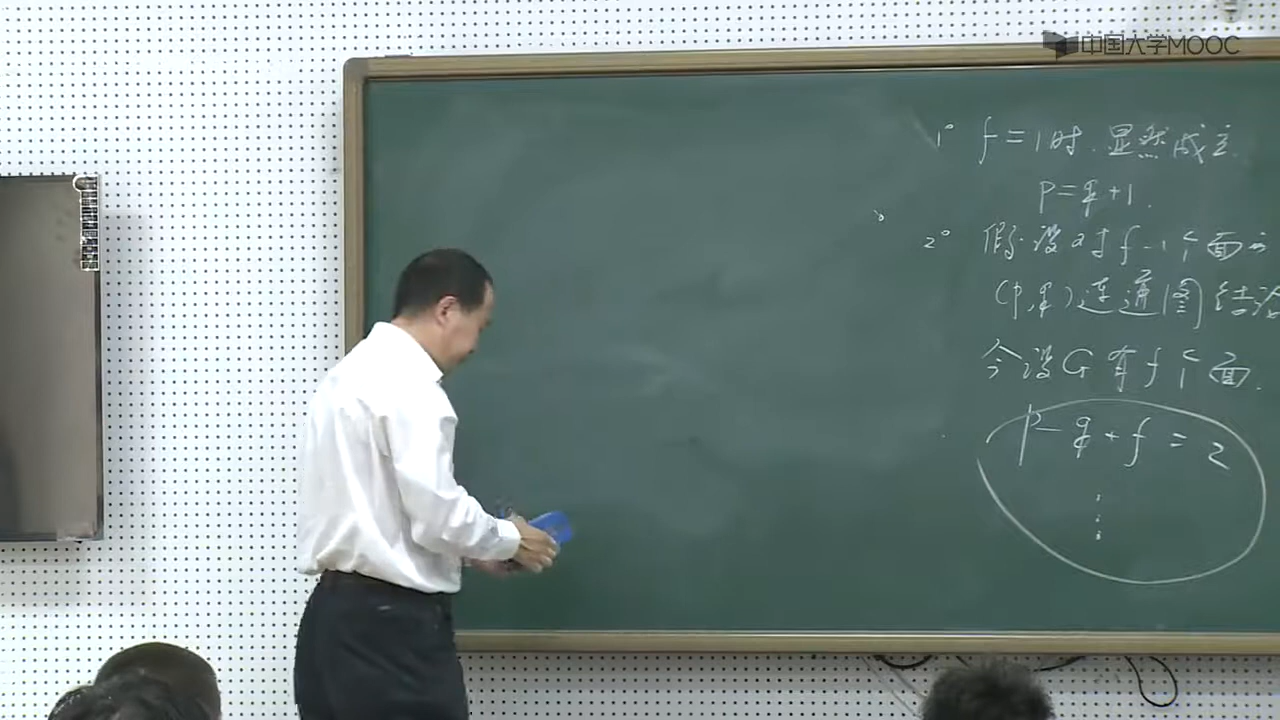 中国大学MOOC
1° f=1时.显然成立.
p=q+1.
2° 假设对f-1个面
(p,q)连通图结论
今设G有f个面.
p-q+f=2
⋮